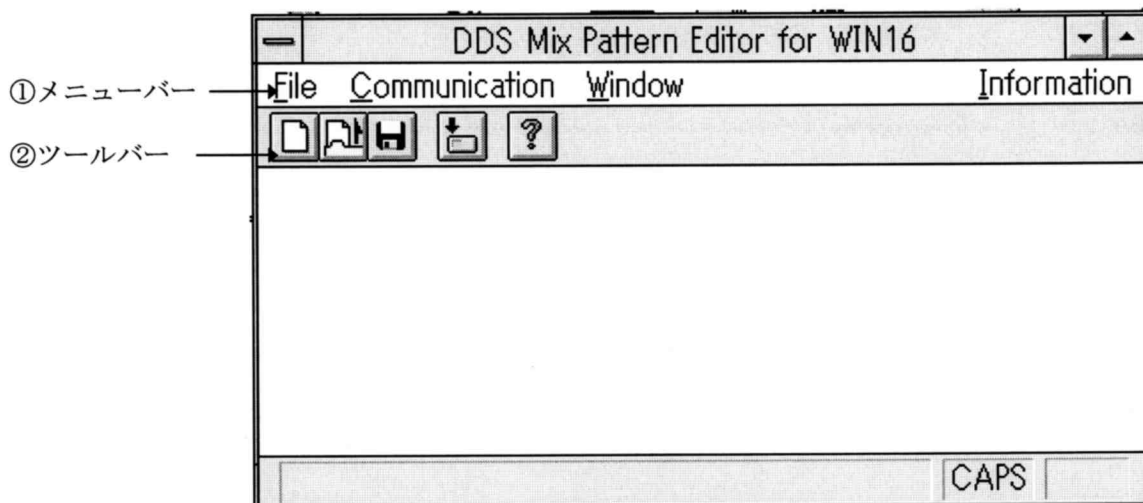 DDS Mix Pattern Editor for WIN16
①メニューバー
File Communication Window Information
②ツールバー
?
CAPS